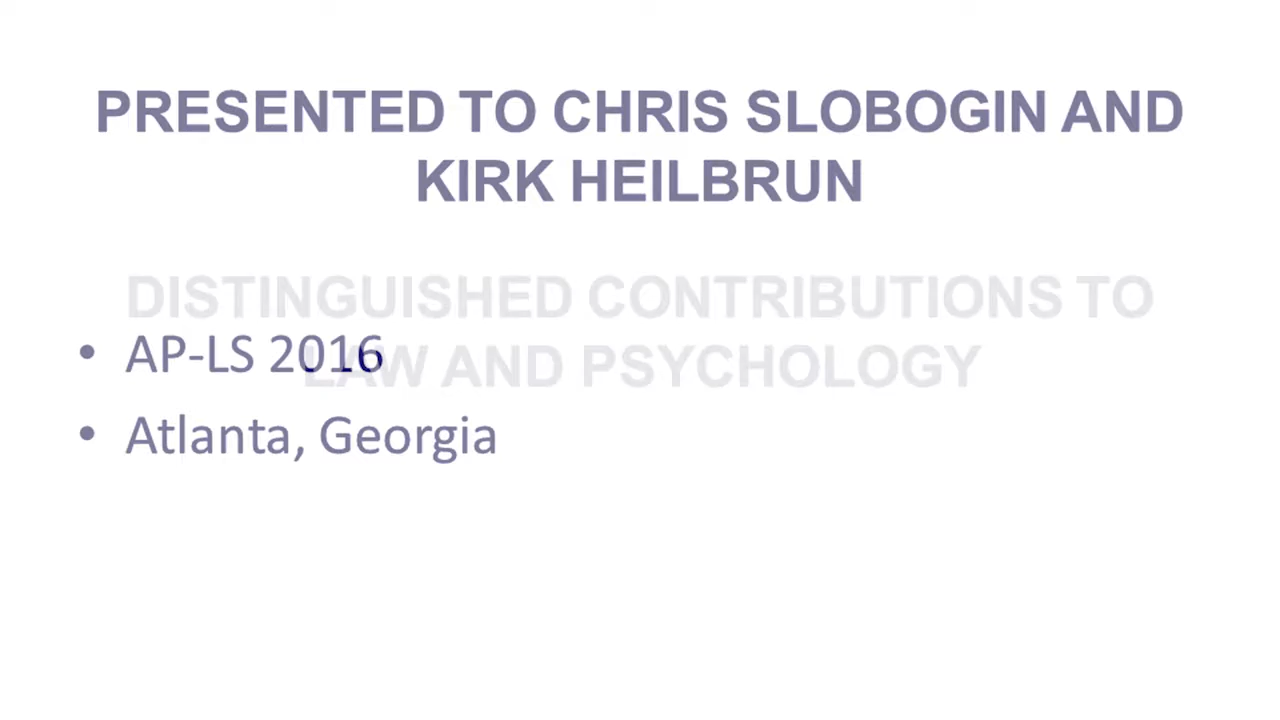 PRESENTED TO CHRIS SLOBOGIN AND
KIRK HEILBRUN
DISTINGUISHED CONTRIBUTIONS TO
LAW AND PSYCHOLOGY
• AP-LS 2016
• Atlanta, Georgia